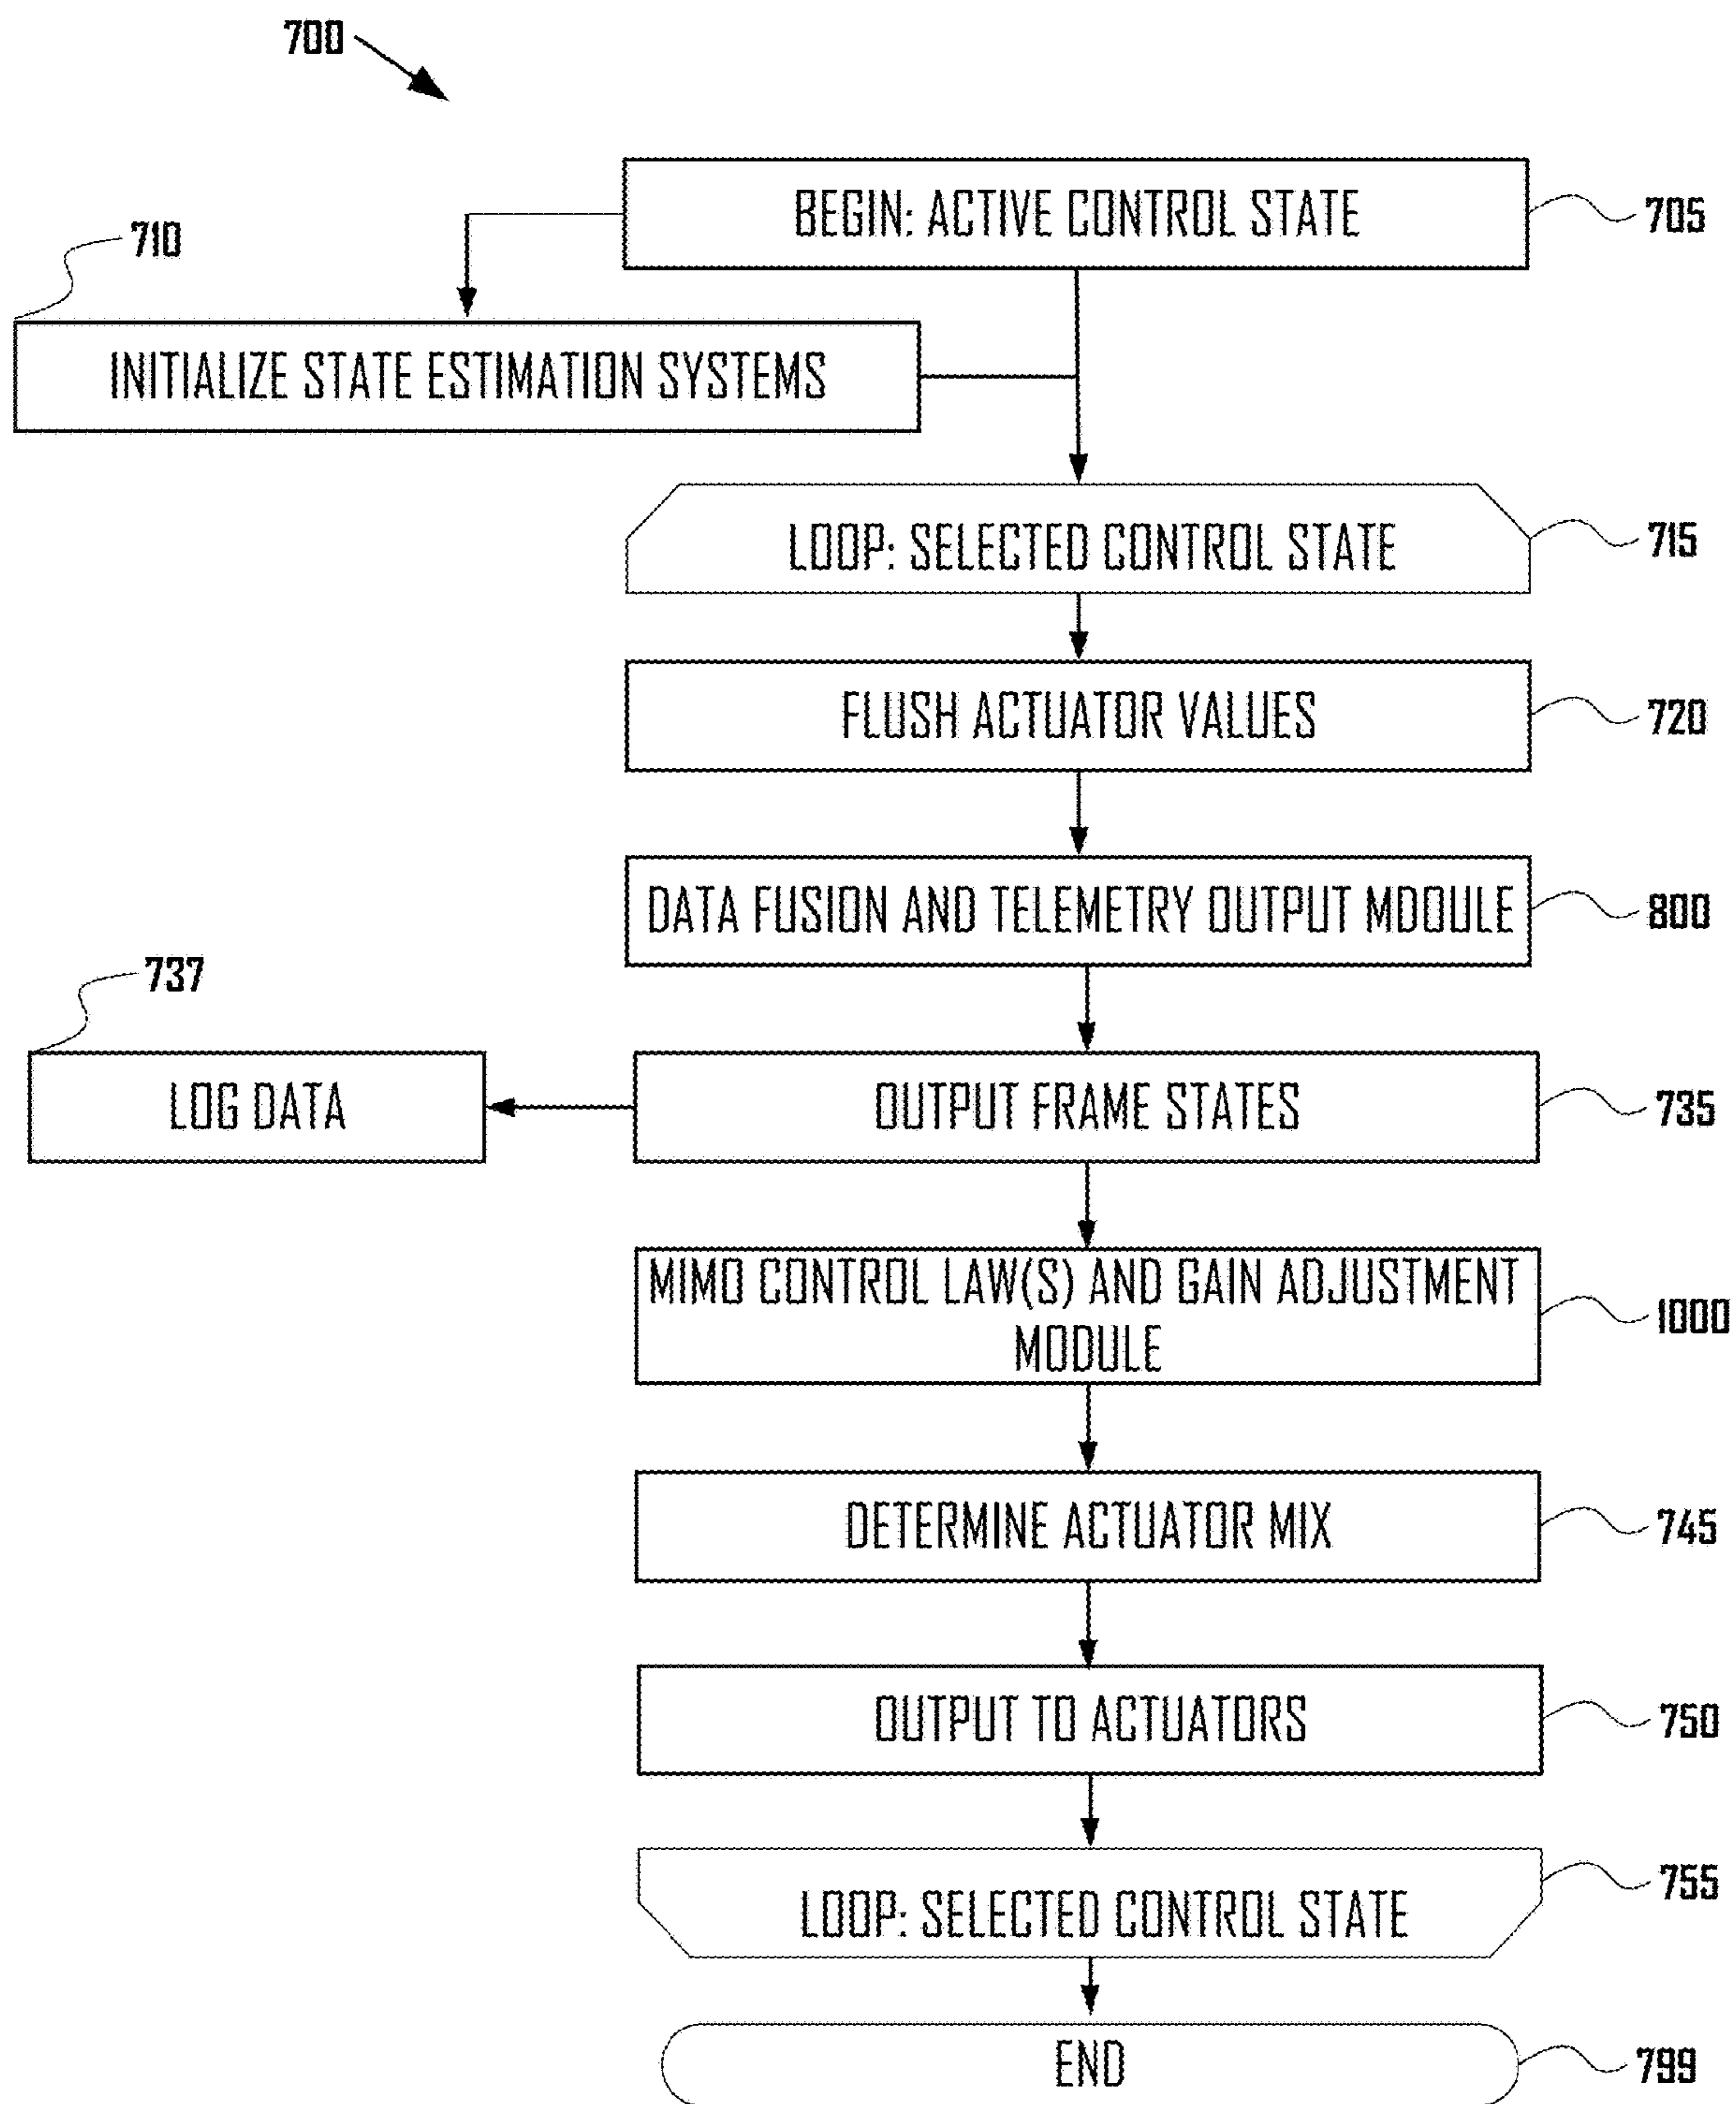 700
BEGIN: ACTIVE CONTROL STATE
705
710
INITIALIZE STATE ESTIMATION SYSTEMS
LOOP: SELECTED CONTROL STATE
715
FLUSH ACTUATOR VALUES
720
DATA FUSION AND TELEMETRY OUTPUT MDOULE
800
737
LOG DATA
OUTPUT FRAME STATES
735
MIMO CONTROL LAW(S) AND GAIN ADJUSTMENT
MODULE
1000
DETERMINE ACTUATOR MIX
745
OUTPUT TO ACTUATORS
750
LOOP: SELECTED CONTROL STATE
755
END
799